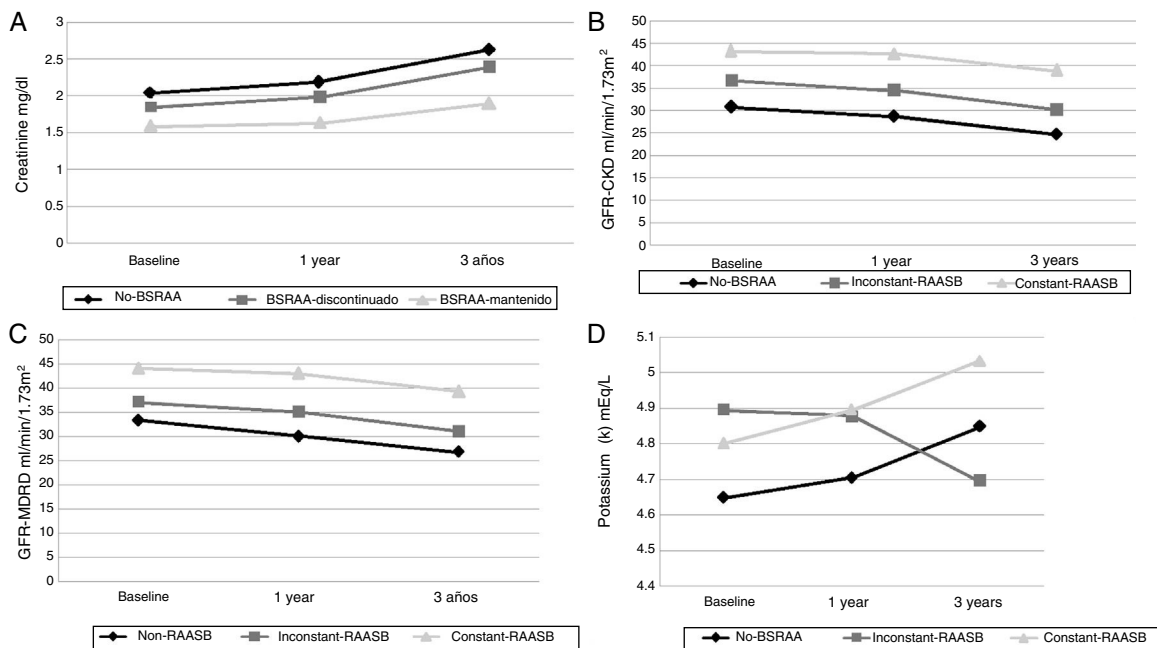 A
Creatinine mg/dl
3
2.5
2
1.5
1
0.5
0
Baseline 1 year 3 años
No-BSRAA BSRAA-discontinuado BSRAA-mantenido
B
GFR-CKD ml/min/1.73m²
50
45
40
35
30
25
20
15
10
5
0
Baseline 1 year 3 years
No-BSRAA Inconstant-RAASB Constant-RAASB
C
GFR-MDRD ml/min/1.73m²
50
45
40
35
30
25
20
15
10
5
0
Baseline 1 year 3 años
Non-RAASB Inconstant-RAASB Constant-RAASB
D
Potassium (k) mEq/L
5.1
5
4.9
4.8
4.7
4.6
4.5
4.4
Baseline 1 year 3 years
No-BSRAA Inconstant-RAASB Constant-RAASB